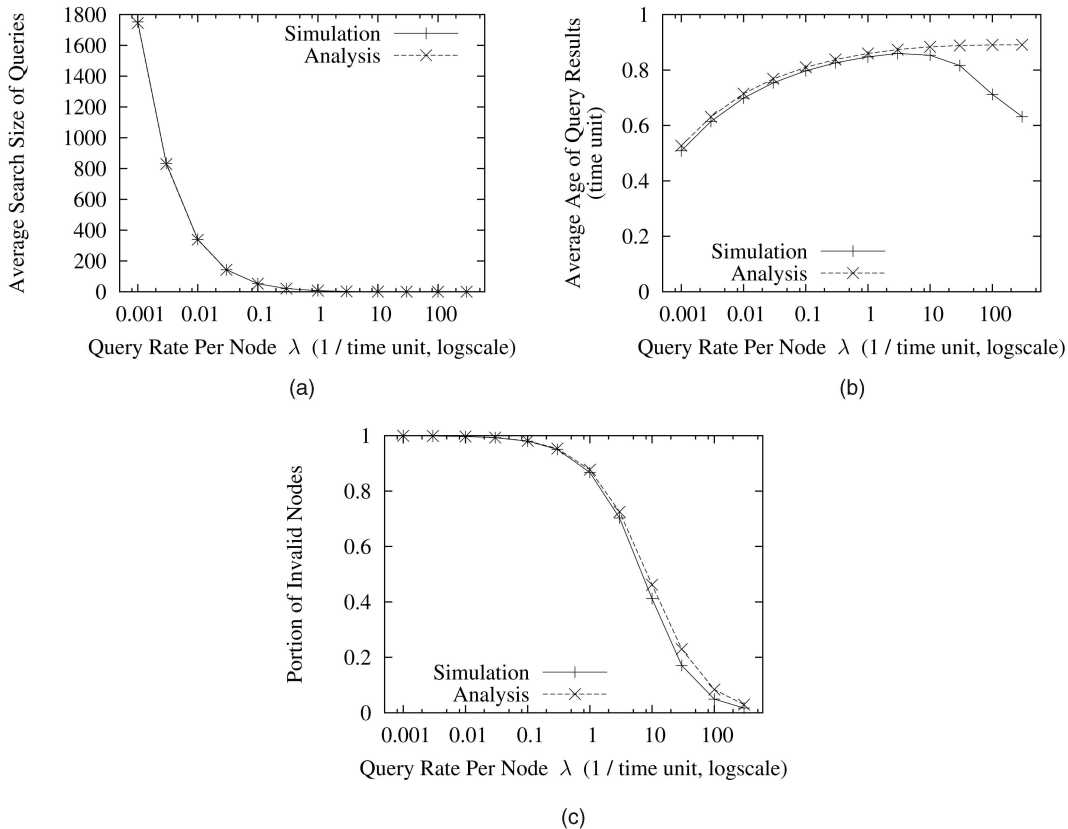 Average Search Size of Queries
1800
1600
1400
1200
1000
800
600
400
200
0
Simulation
Analysis
0.001 0.01 0.1 1 10 100
Query Rate Per Node λ (1 / time unit, logscale)
(a)
Average Age of Query Results
(time unit)
1
0.8
0.6
0.4
0.2
0
Simulation
Analysis
0.001 0.01 0.1 1 10 100
Query Rate Per Node λ (1 / time unit, logscale)
(b)
Portion of Invalid Nodes
1
0.8
0.6
0.4
0.2
0
Simulation
Analysis
0.001 0.01 0.1 1 10 100
Query Rate Per Node λ (1 / time unit, logscale)
(c)